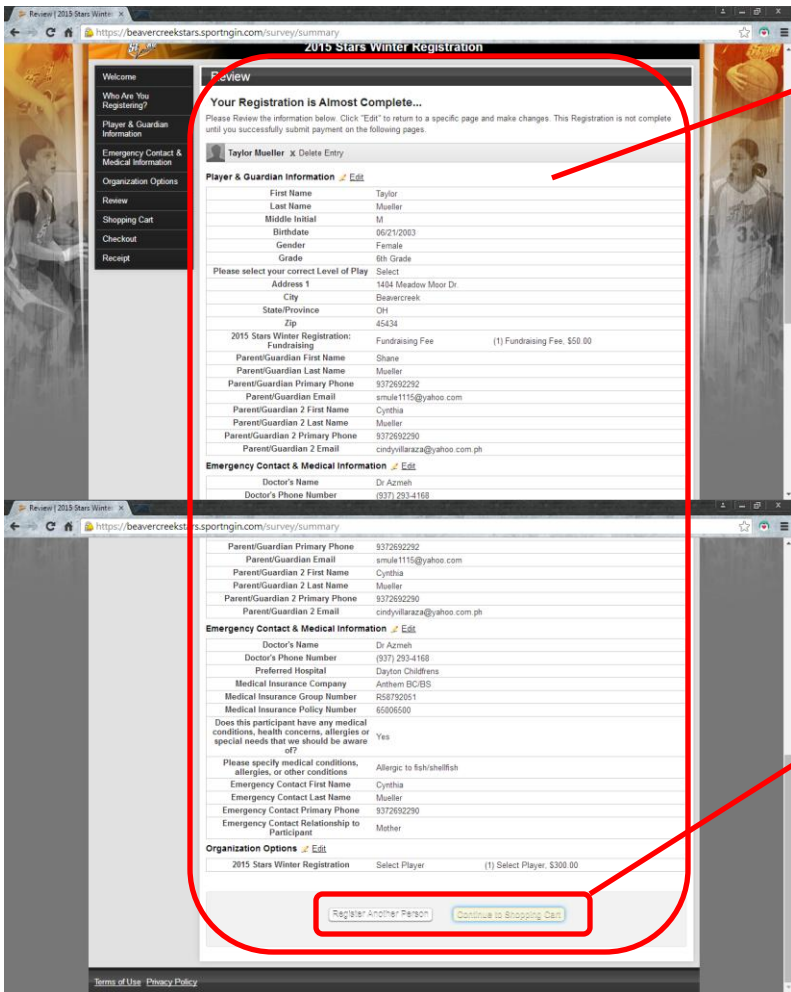 Review | 2015 Stars Winte
https://beavercreekstars.sportngin.com/survey/summary
2015 Stars Winter Registration
Welcome
Who Are You
Registering?
Player & Guardian
Information
Emergency Contact &
Medical Information
Organization Options
Review
Shopping Cart
Checkout
Receipt
Review
Your Registration is Almost Complete...
Please Review the information below. Click "Edit" to return to a specific page and make changes. This Registration is not complete
until you successfully submit payment on the following pages.
Taylor Mueller x Delete Entry
Player & Guardian Information Edit
First Name Taylor
Last Name Mueller
Middle Initial M
Birthdate 06/21/2003
Gender Female
Grade 6th Grade
Please select your correct Level of Play Select
Address 1 1484 Meadow Moor Dr.
City Beavercreek
State/Province OH
Zip 45434
2015 Stars Winter Registration:
Fundraising Fundraising Fee (1) Fundraising Fee, $50.00
Parent/Guardian First Name Shane
Parent/Guardian Last Name Mueller
Parent/Guardian Primary Phone 9372692292
Parent/Guardian Email smule1115@yahoo.com
Parent/Guardian 2 First Name Cynthia
Parent/Guardian 2 Last Name Mueller
Parent/Guardian 2 Primary Phone 9372692290
Parent/Guardian 2 Email cindyvillaraza@yahoo.com.ph
Emergency Contact & Medical Information Edit
Doctor's Name Dr Azmeh
Doctor's Phone Number (937) 293-4168
Review | 2015 Stars Winte
https://beavercreekstars.sportngin.com/survey/summary
Parent/Guardian Primary Phone 9372692292
Parent/Guardian Email smule1115@yahoo.com
Parent/Guardian 2 First Name Cynthia
Parent/Guardian 2 Last Name Mueller
Parent/Guardian 2 Primary Phone 9372692290
Parent/Guardian 2 Email cindyvillaraza@yahoo.com.ph
Emergency Contact & Medical Information Edit
Doctor's Name Dr Azmeh
Doctor's Phone Number (937) 293-4168
Preferred Hospital Dayton Childfrens
Medical Insurance Company Anthem BC/BS
Medical Insurance Group Number R58792051
Medical Insurance Policy Number 65006500
Does this participant have any medical
conditions, health concerns, allergies or
special needs that we should be aware
of? Yes
Please specify medical conditions,
allergies, or other conditions Allergic to fish/shellfish
Emergency Contact First Name Cynthia
Emergency Contact Last Name Mueller
Emergency Contact Primary Phone 9372692290
Emergency Contact Relationship to
Participant Mother
Organization Options Edit
2015 Stars Winter Registration Select Player (1) Select Player, $300.00
Register Another Person Continue to Shopping Cart
Terms of Use Privacy Policy